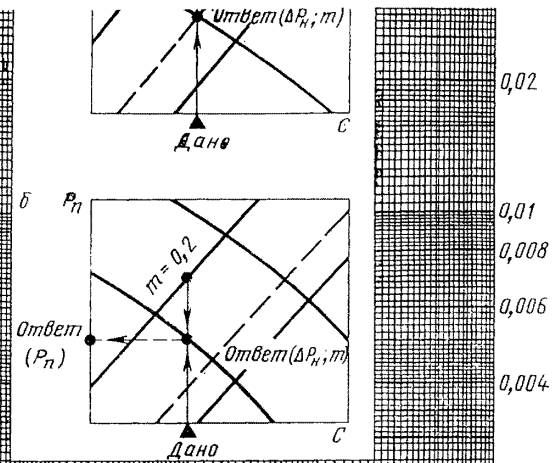 Ответ(ΔPн;m)
0,02
C
Дано
б Pп
0,01
m=0,2
0,008
0,006
Ответ
(Pп)
Ответ(ΔPн;m)
0,004
C
Дано